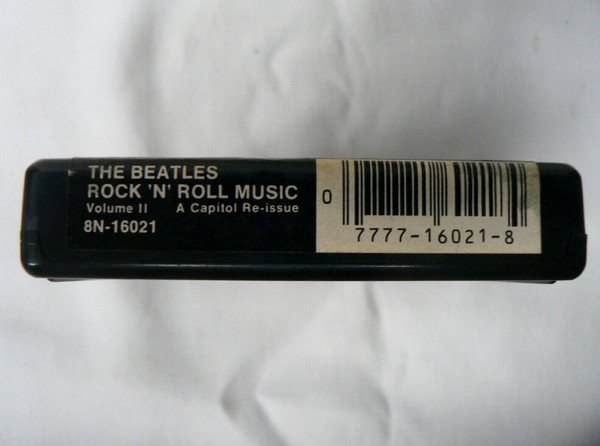 THE BEATLES
ROCK 'N' ROLL MUSIC
Volume II A Capitol Re-issue
8N-16021
0 7777-16021-8